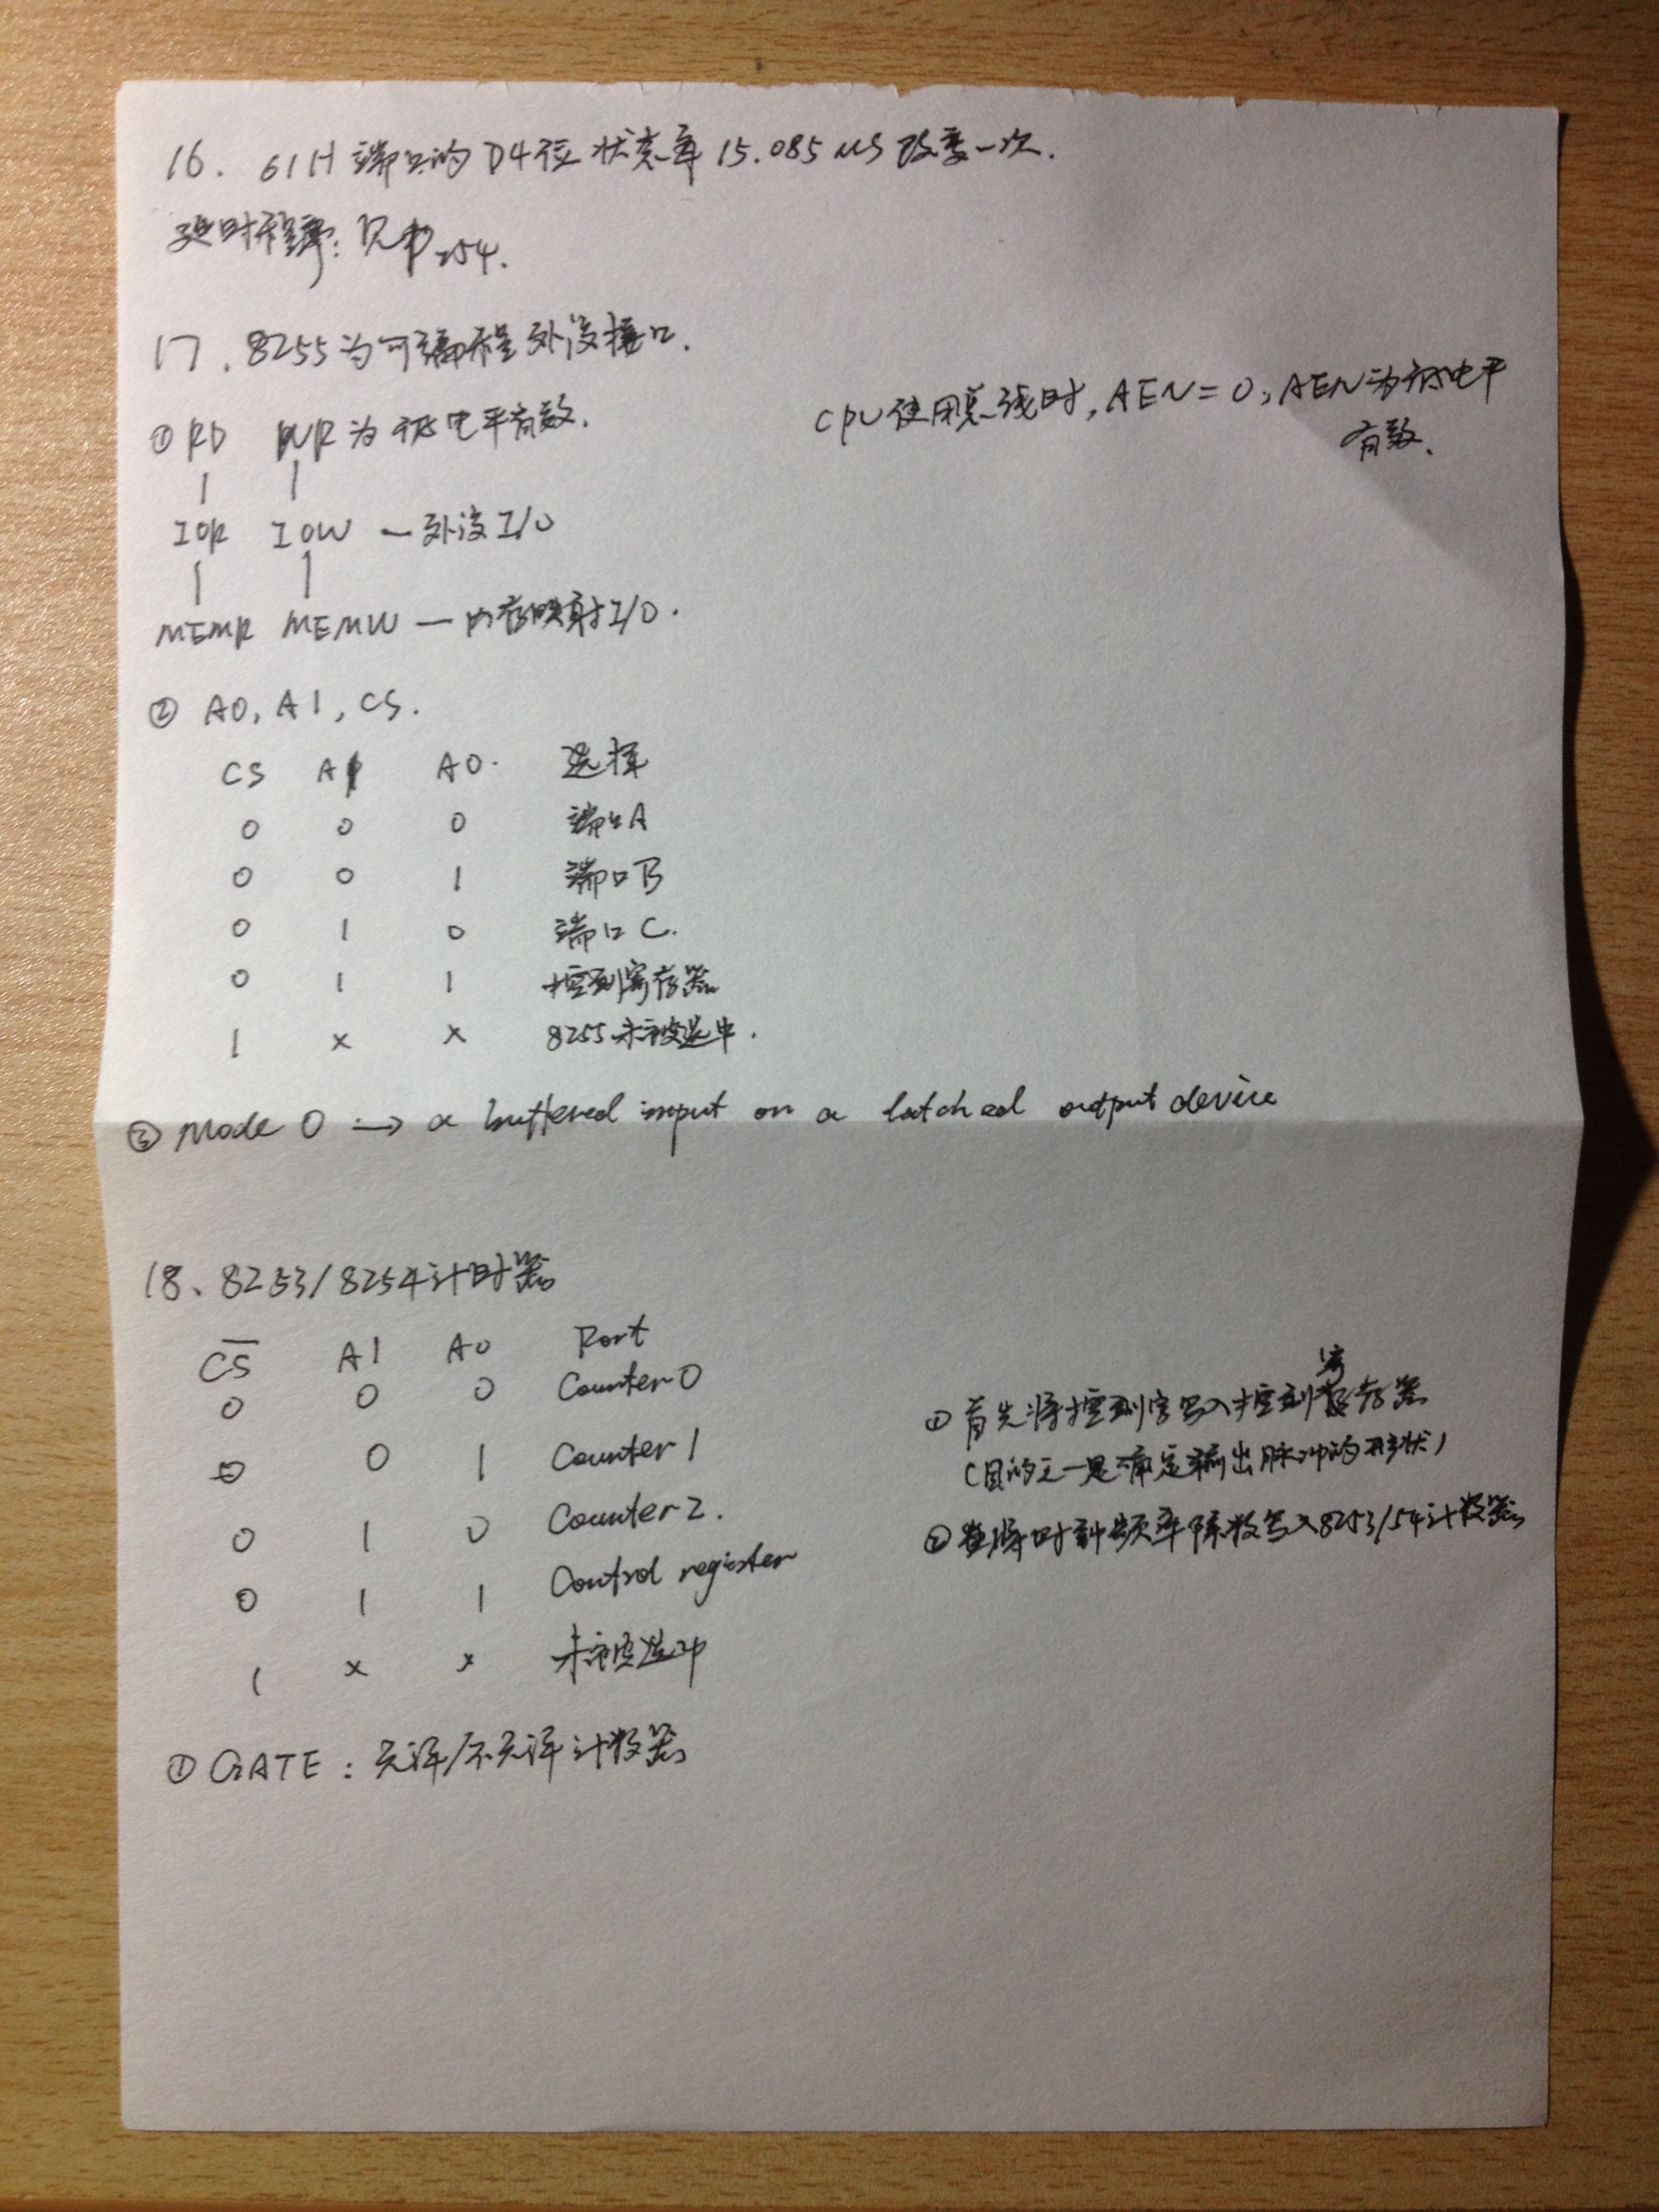 16. 61H端口的D4位状态每15.085μs改变一次.
延时程序: 见P254.
17. 8255为可编程外设接口.
① RD WR为低电平有效.
CPU使用总线时, AEN=0, AEN为低电平
有效.
IOR IOW — 外设I/O
MEMR MEMW — 内存映射I/O.
② A0, A1, CS.
CS A1 A0. 选择
0 0 0 端口A
0 0 1 端口B
0 1 0 端口C.
0 1 1 控制寄存器
1 x x 8255未被选中.
③ Mode 0 → a buffered input or a latched output device
18、8253/8254计时器
C̅S̅ A1 A0 Port
0 0 0 Counter 0
0 0 1 Counter 1
0 1 0 Counter 2.
0 1 1 Control register
1 x x 未被选中
① GATE: 允许/不允许计数器
① 首先将控制字写入控制寄存器
(目的之一是确定输出脉冲的形状)
② 将时钟频率除数写入8253/54计数器